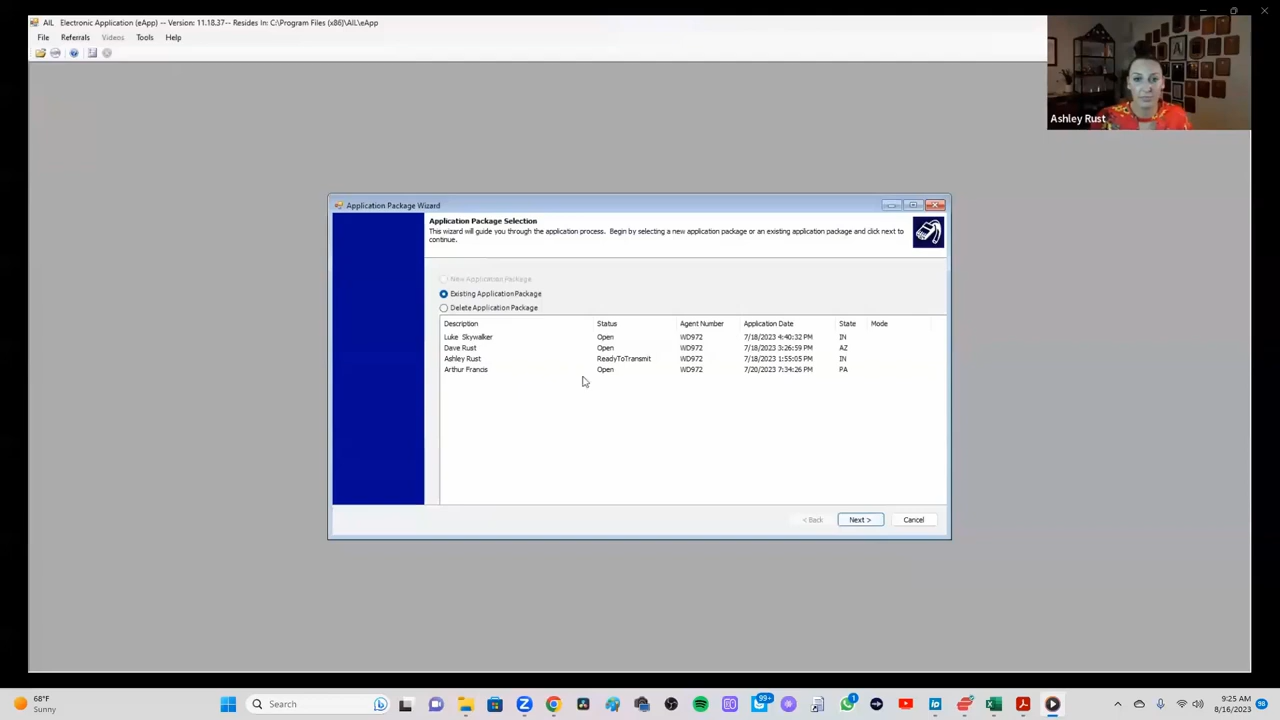 AIL Electronic Application (eApp) -- Version: 11.18.37-- Resides In: C:\Program Files (x86)\AIL\eApp
File Referrals Videos Tools Help
Ashley Rust
Application Package Wizard
Application Package Selection
This wizard will guide you through the application process. Begin by selecting a new application package or an existing application package and click next to
continue.
New Application Package
Existing Application Package
Delete Application Package
Description Status Agent Number Application Date State Mode
Luke Skywalker Open WD972 7/18/2023 4:40:32 PM IN
Dave Rust Open WD972 7/18/2023 3:26:59 PM AZ
Ashley Rust ReadyToTransmit WD972 7/18/2023 1:55:05 PM IN
Arthur Francis Open WD972 7/20/2023 7:34:26 PM PA
< Back Next > Cancel
68°F
Sunny
Search
99+
1
9:25 AM
8/16/2023